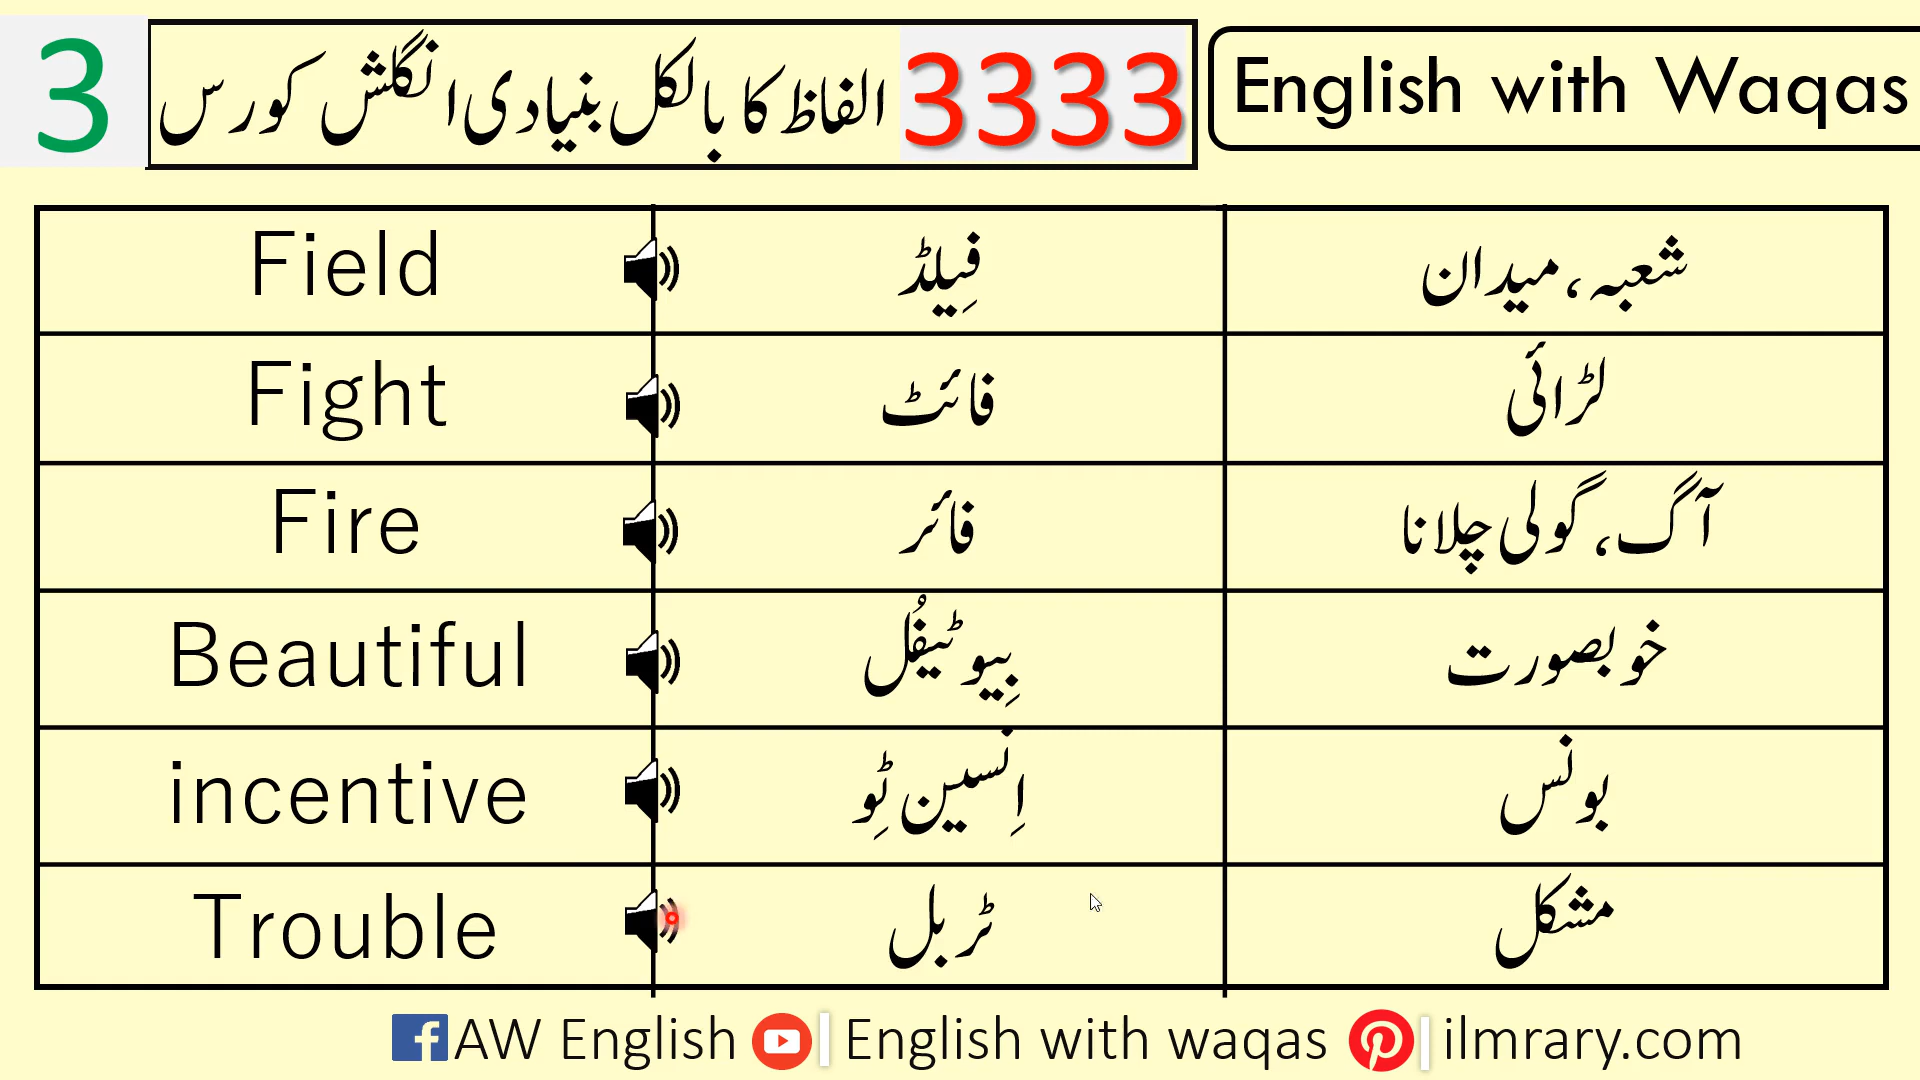 3
3333 الفاظ کا بالکل بنیادی انگلش کورس
English with Waqas
Field فِیلڈ شعبہ، میدان
Fight فائٹ لڑائی
Fire فائر آگ، گولی چلانا
Beautiful بِیوٹیفُل خوبصورت
incentive اِنسین ٹِو بونس
Trouble ٹربل مشکل
AW English | English with waqas | ilmrary.com